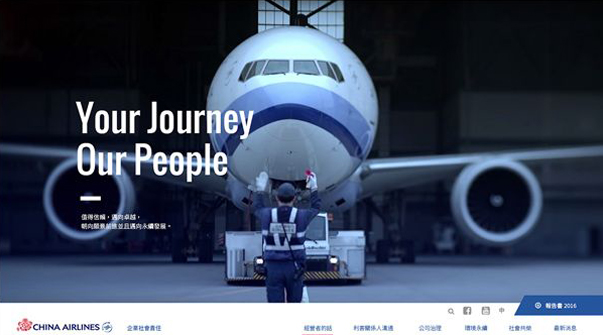 Your Journey
Our People
值得信賴，邁向卓越，
朝向願景前進並且邁向永續發展。
中
報告書 2016
CHINA AIRLINES
企業社會責任
經營者的話
利害關係人溝通
公司治理
環境永續
社會共榮
最新消息